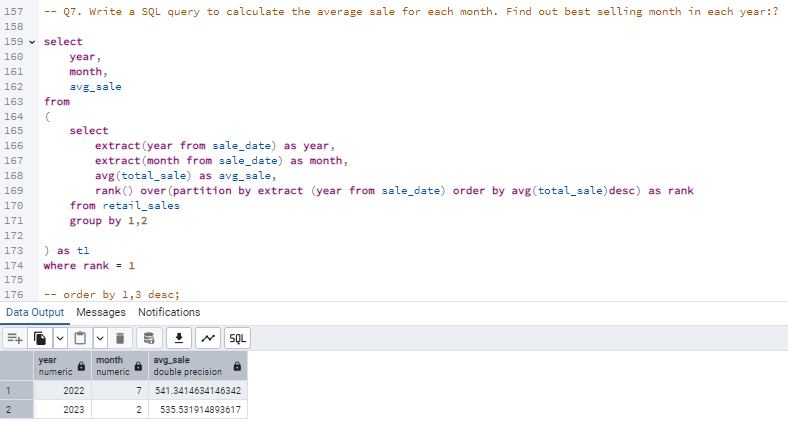 157 -- Q7. Write a SQL query to calculate the average sale for each month. Find out best selling month in each year:?
158
159 select
160 year,
161 month,
162 avg_sale
163 from
164 (
165 select
166 extract(year from sale_date) as year,
167 extract(month from sale_date) as month,
168 avg(total_sale) as avg_sale,
169 rank() over(partition by extract (year from sale_date) order by avg(total_sale)desc) as rank
170 from retail_sales
171 group by 1,2
172
173 ) as t1
174 where rank = 1
175
176 -- order by 1,3 desc;
Data Output Messages Notifications
SQL
year month avg_sale
numeric numeric double precision
1 2022 7 541.3414634146342
2 2023 2 535.531914893617